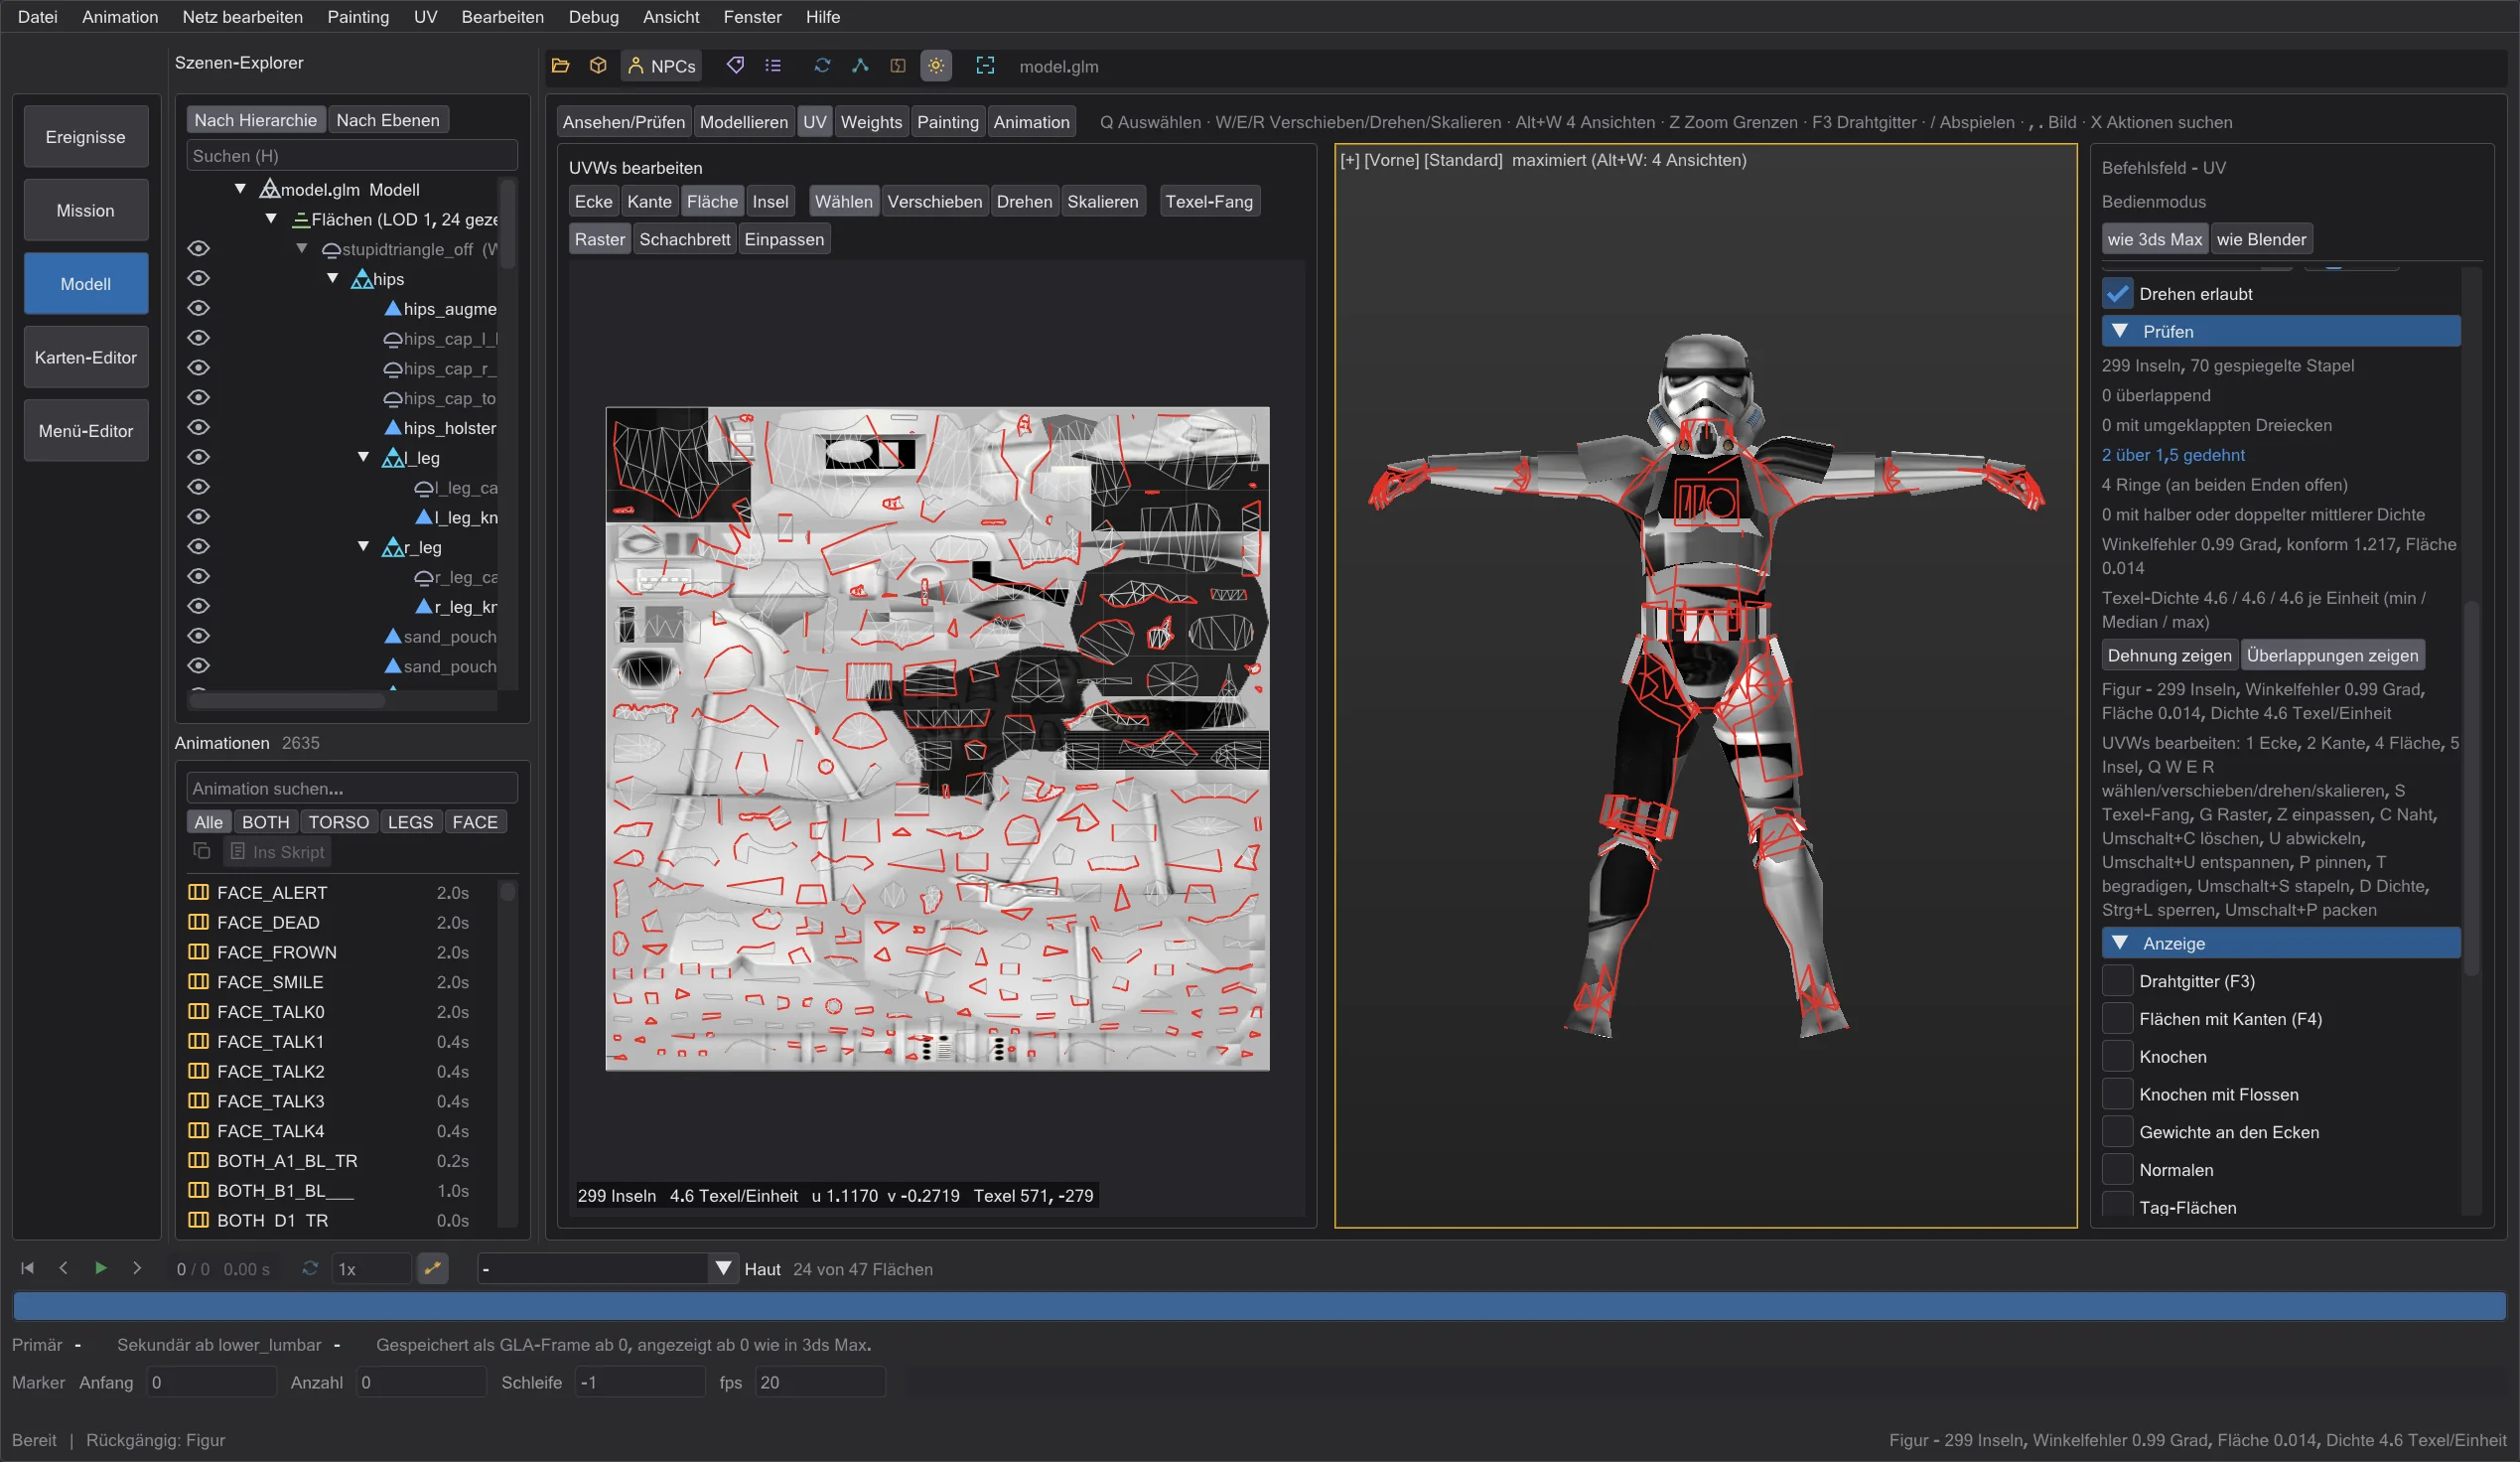 Datei Animation Netz bearbeiten Painting UV Bearbeiten Debug Ansicht Fenster Hilfe
Szenen-Explorer
NPCs model.glm
Ereignisse
Mission
Modell
Karten-Editor
Menü-Editor
Nach Hierarchie Nach Ebenen
Suchen (H)
model.glm Modell
Flächen (LOD 1, 24 geze
stupidtriangle_off (W
hips
hips_augme
hips_cap_l_l
hips_cap_r_
hips_cap_to
hips_holster
l_leg
l_leg_ca
l_leg_kn
r_leg
r_leg_ca
r_leg_kn
sand_pouch
sand_pouch
Animationen 2635
Animation suchen...
Alle BOTH TORSO LEGS FACE
Ins Skript
FACE_ALERT 2.0s
FACE_DEAD 2.0s
FACE_FROWN 2.0s
FACE_SMILE 2.0s
FACE_TALK0 2.0s
FACE_TALK1 0.4s
FACE_TALK2 0.4s
FACE_TALK3 0.4s
FACE_TALK4 0.4s
BOTH_A1_BL_TR 0.2s
BOTH_B1_BL___ 1.0s
BOTH_D1_TR 0.0s
Ansehen/Prüfen Modellieren UV Weights Painting Animation Q Auswählen · W/E/R Verschieben/Drehen/Skalieren · Alt+W 4 Ansichten · Z Zoom Grenzen · F3 Drahtgitter · / Abspielen · , . Bild · X Aktionen suchen
UVWs bearbeiten
Ecke Kante Fläche Insel Wählen Verschieben Drehen Skalieren Texel-Fang
Raster Schachbrett Einpassen
299 Inseln 4.6 Texel/Einheit u 1.1170 v -0.2719 Texel 571, -279
[+] [Vorne] [Standard] maximiert (Alt+W: 4 Ansichten)
Befehlsfeld - UV
Bedienmodus
wie 3ds Max wie Blender
Drehen erlaubt
Prüfen
299 Inseln, 70 gespiegelte Stapel
0 überlappend
0 mit umgeklappten Dreiecken
2 über 1,5 gedehnt
4 Ringe (an beiden Enden offen)
0 mit halber oder doppelter mittlerer Dichte
Winkelfehler 0.99 Grad, konform 1.217, Fläche
0.014
Texel-Dichte 4.6 / 4.6 / 4.6 je Einheit (min /
Median / max)
Dehnung zeigen Überlappungen zeigen
Figur - 299 Inseln, Winkelfehler 0.99 Grad,
Fläche 0.014, Dichte 4.6 Texel/Einheit
UVWs bearbeiten: 1 Ecke, 2 Kante, 4 Fläche, 5
Insel, Q W E R
wählen/verschieben/drehen/skalieren, S
Texel-Fang, G Raster, Z einpassen, C Naht,
Umschalt+C löschen, U abwickeln,
Umschalt+U entspannen, P pinnen, T
begradigen, Umschalt+S stapeln, D Dichte,
Strg+L sperren, Umschalt+P packen
Anzeige
Drahtgitter (F3)
Flächen mit Kanten (F4)
Knochen
Knochen mit Flossen
Gewichte an den Ecken
Normalen
Tag-Flächen
0 / 0 0.00 s 1x - Haut 24 von 47 Flächen
Primär - Sekundär ab lower_lumbar - Gespeichert als GLA-Frame ab 0, angezeigt ab 0 wie in 3ds Max.
Marker Anfang 0 Anzahl 0 Schleife -1 fps 20
Bereit | Rückgängig: Figur
Figur - 299 Inseln, Winkelfehler 0.99 Grad, Fläche 0.014, Dichte 4.6 Texel/Einheit